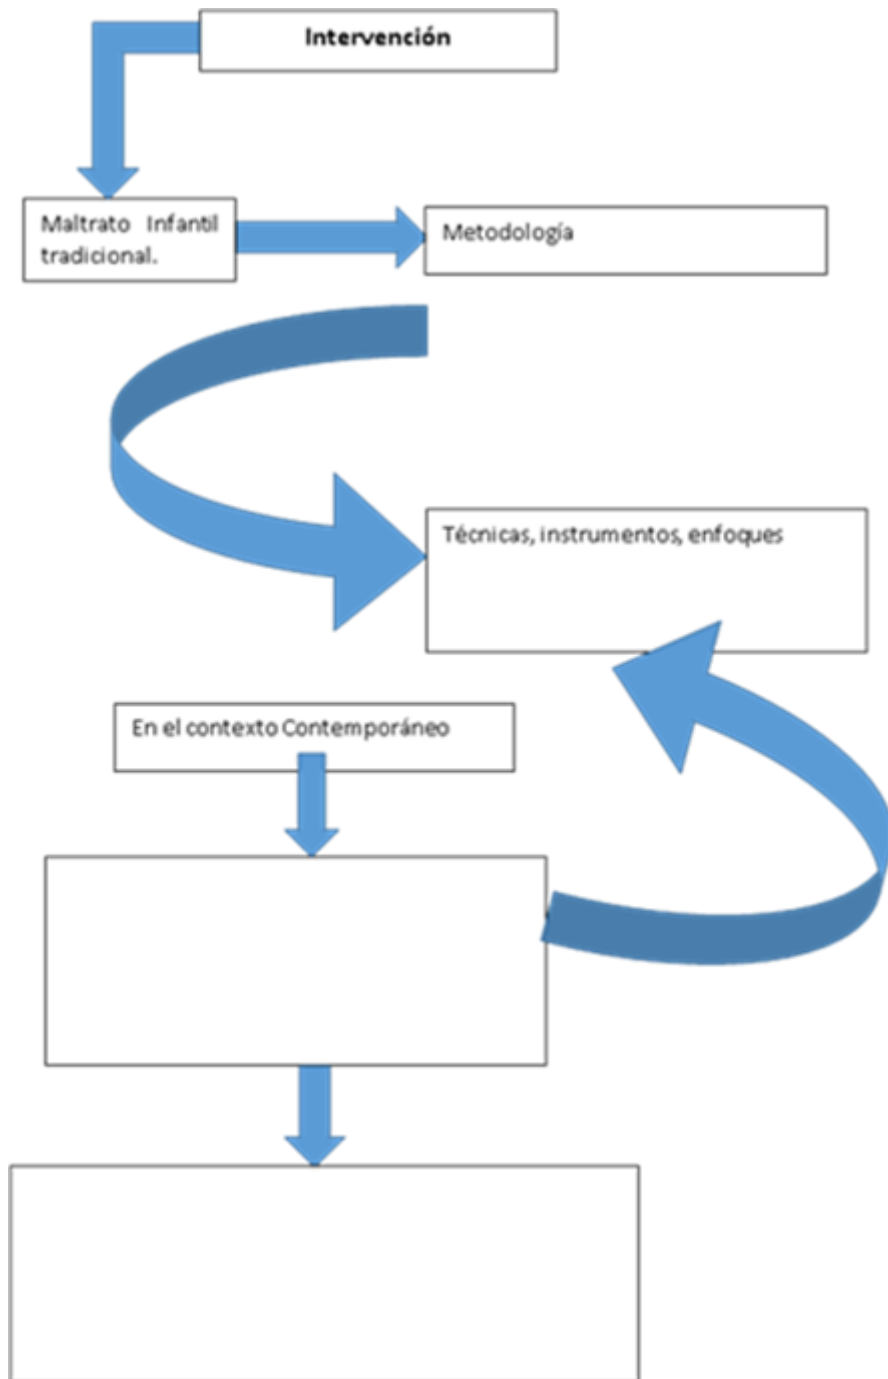 Intervención
Maltrato Infantil
tradicional.
Metodología
Técnicas, instrumentos, enfoques
En el contexto Contemporáneo